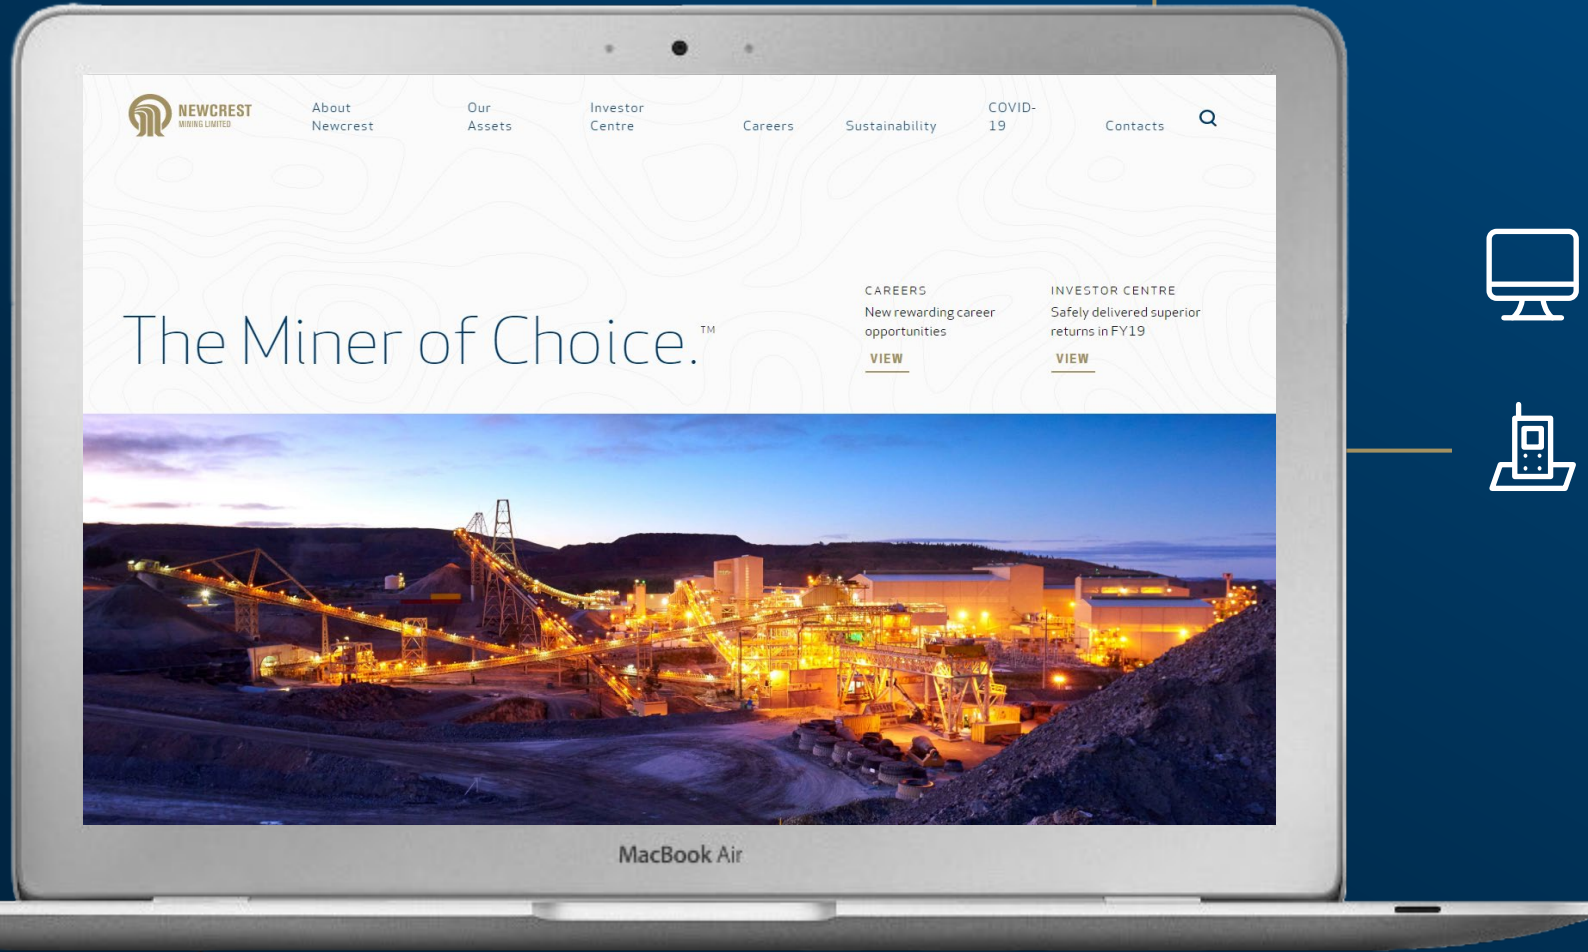 NEWCREST
MINING LIMITED
About
Newcrest
Our
Assets
Investor
Centre
Careers
Sustainability
COVID-
19
Contacts
The Miner of Choice.™
CAREERS
New rewarding career
opportunities
VIEW
INVESTOR CENTRE
Safely delivered superior
returns in FY19
VIEW
MacBook Air